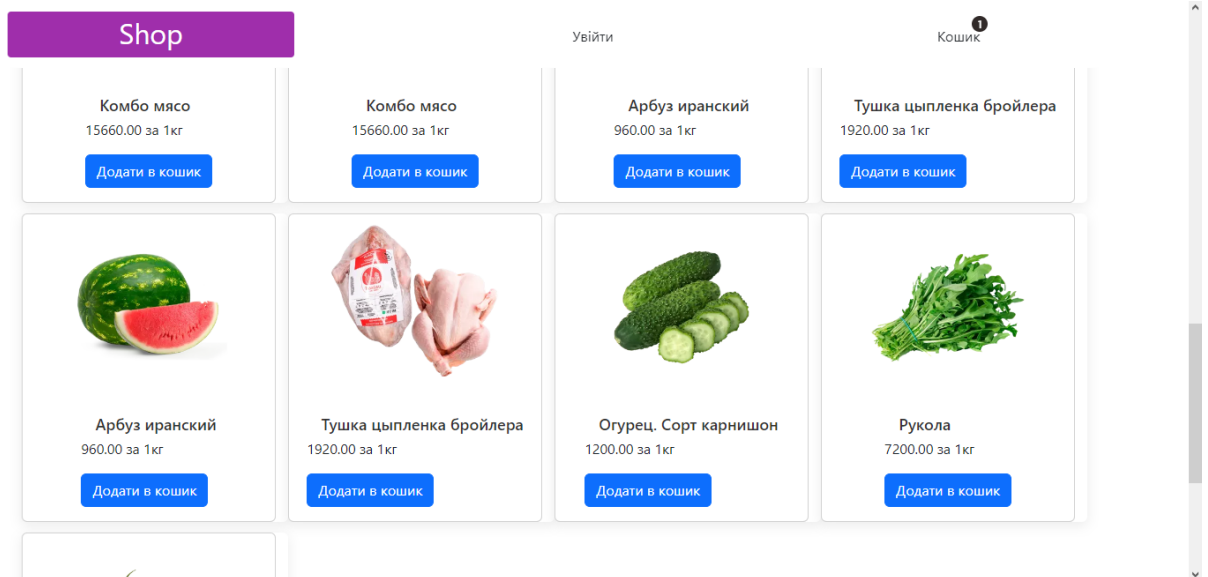 Shop
Увійти
Кошик
1
Комбо мясо
15660.00 за 1кг
Додати в кошик
Комбо мясо
15660.00 за 1кг
Додати в кошик
Арбуз иранский
960.00 за 1кг
Додати в кошик
Тушка цыпленка бройлера
1920.00 за 1кг
Додати в кошик
Арбуз иранский
960.00 за 1кг
Додати в кошик
Тушка цыпленка бройлера
1920.00 за 1кг
Додати в кошик
Огурец. Сорт карнишон
1200.00 за 1кг
Додати в кошик
Рукола
7200.00 за 1кг
Додати в кошик